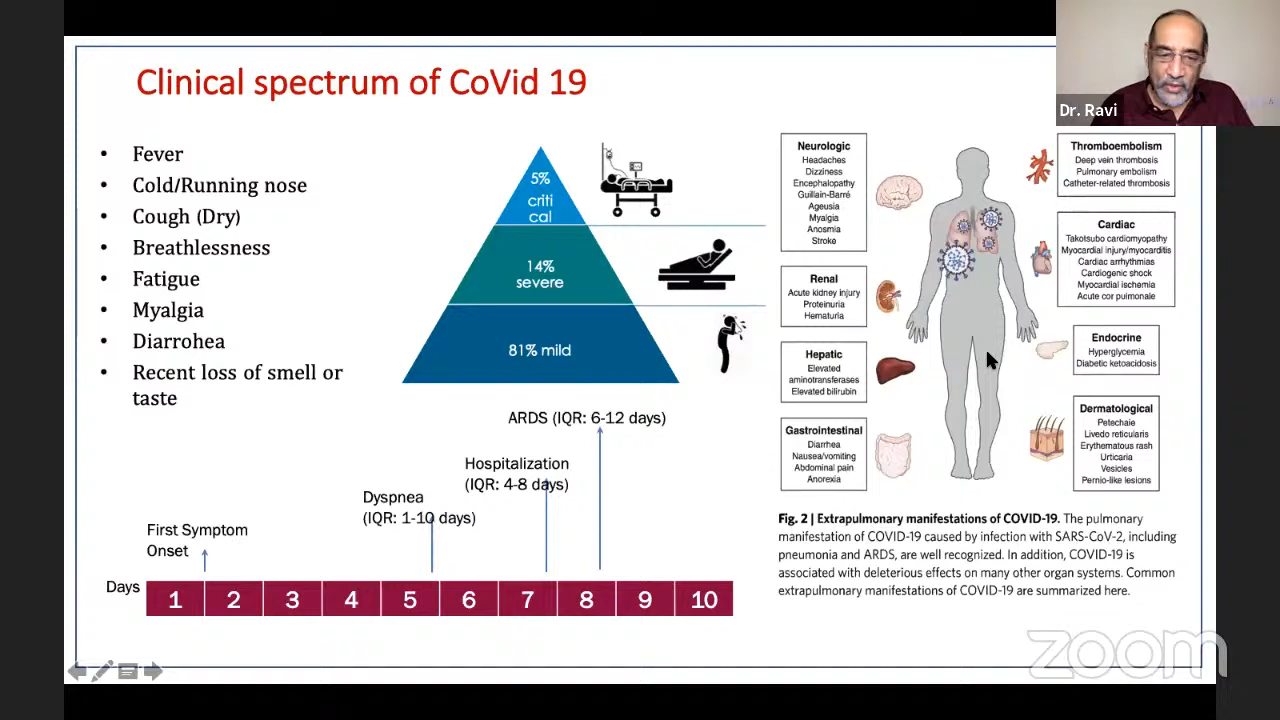 Clinical spectrum of CoVid 19
Dr. Ravi
• Fever
• Cold/Running nose
• Cough (Dry)
• Breathlessness
• Fatigue
• Myalgia
• Diarrhoea
• Recent loss of smell or
taste
5%
criti
cal
14%
severe
81% mild
ARDS (IQR: 6-12 days)
Hospitalization
(IQR: 4-8 days)
Dyspnea
(IQR: 1-10 days)
First Symptom
Onset
Days 1 2 3 4 5 6 7 8 9 10
Neurologic
Headaches
Dizziness
Encephalopathy
Guillain-Barré
Ageusia
Myalgia
Anosmia
Stroke
Renal
Acute kidney injury
Proteinuria
Hematuria
Hepatic
Elevated
aminotransferases
Elevated bilirubin
Gastrointestinal
Diarrhea
Nausea/vomiting
Abdominal pain
Anorexia
Thromboembolism
Deep vein thrombosis
Pulmonary embolism
Catheter-related thrombosis
Cardiac
Takotsubo cardiomyopathy
Myocardial injury/myocarditis
Cardiac arrhythmias
Cardiogenic shock
Myocardial ischemia
Acute cor pulmonale
Endocrine
Hyperglycemia
Diabetic ketoacidosis
Dermatological
Petechiae
Livedo reticularis
Erythematous rash
Urticaria
Vesicles
Pernio-like lesions
Fig. 2 | Extrapulmonary manifestations of COVID-19. The pulmonary
manifestation of COVID-19 caused by infection with SARS-CoV-2, including
pneumonia and ARDS, are well recognized. In addition, COVID-19 is
associated with deleterious effects on many other organ systems. Common
extrapulmonary manifestations of COVID-19 are summarized here.
zoom